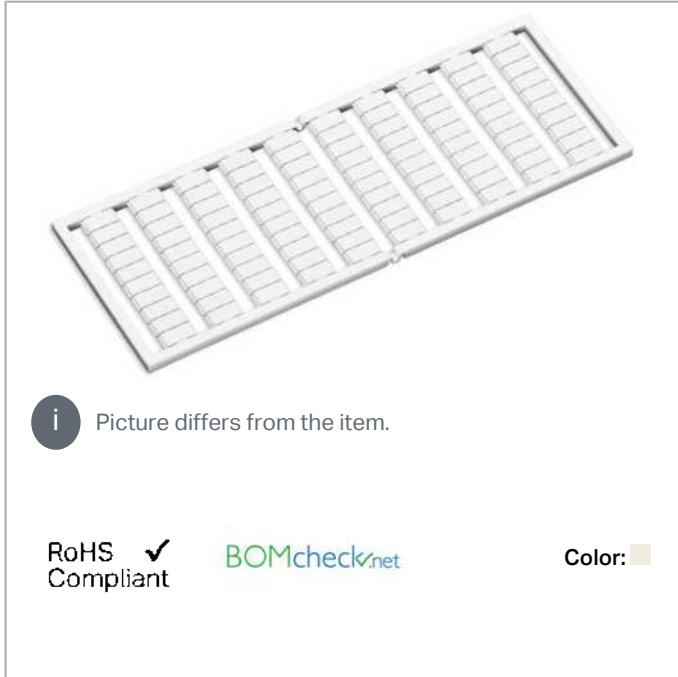 i Picture differs from the item.
RoHS ✓
Compliant
BOMcheck.net
Color: